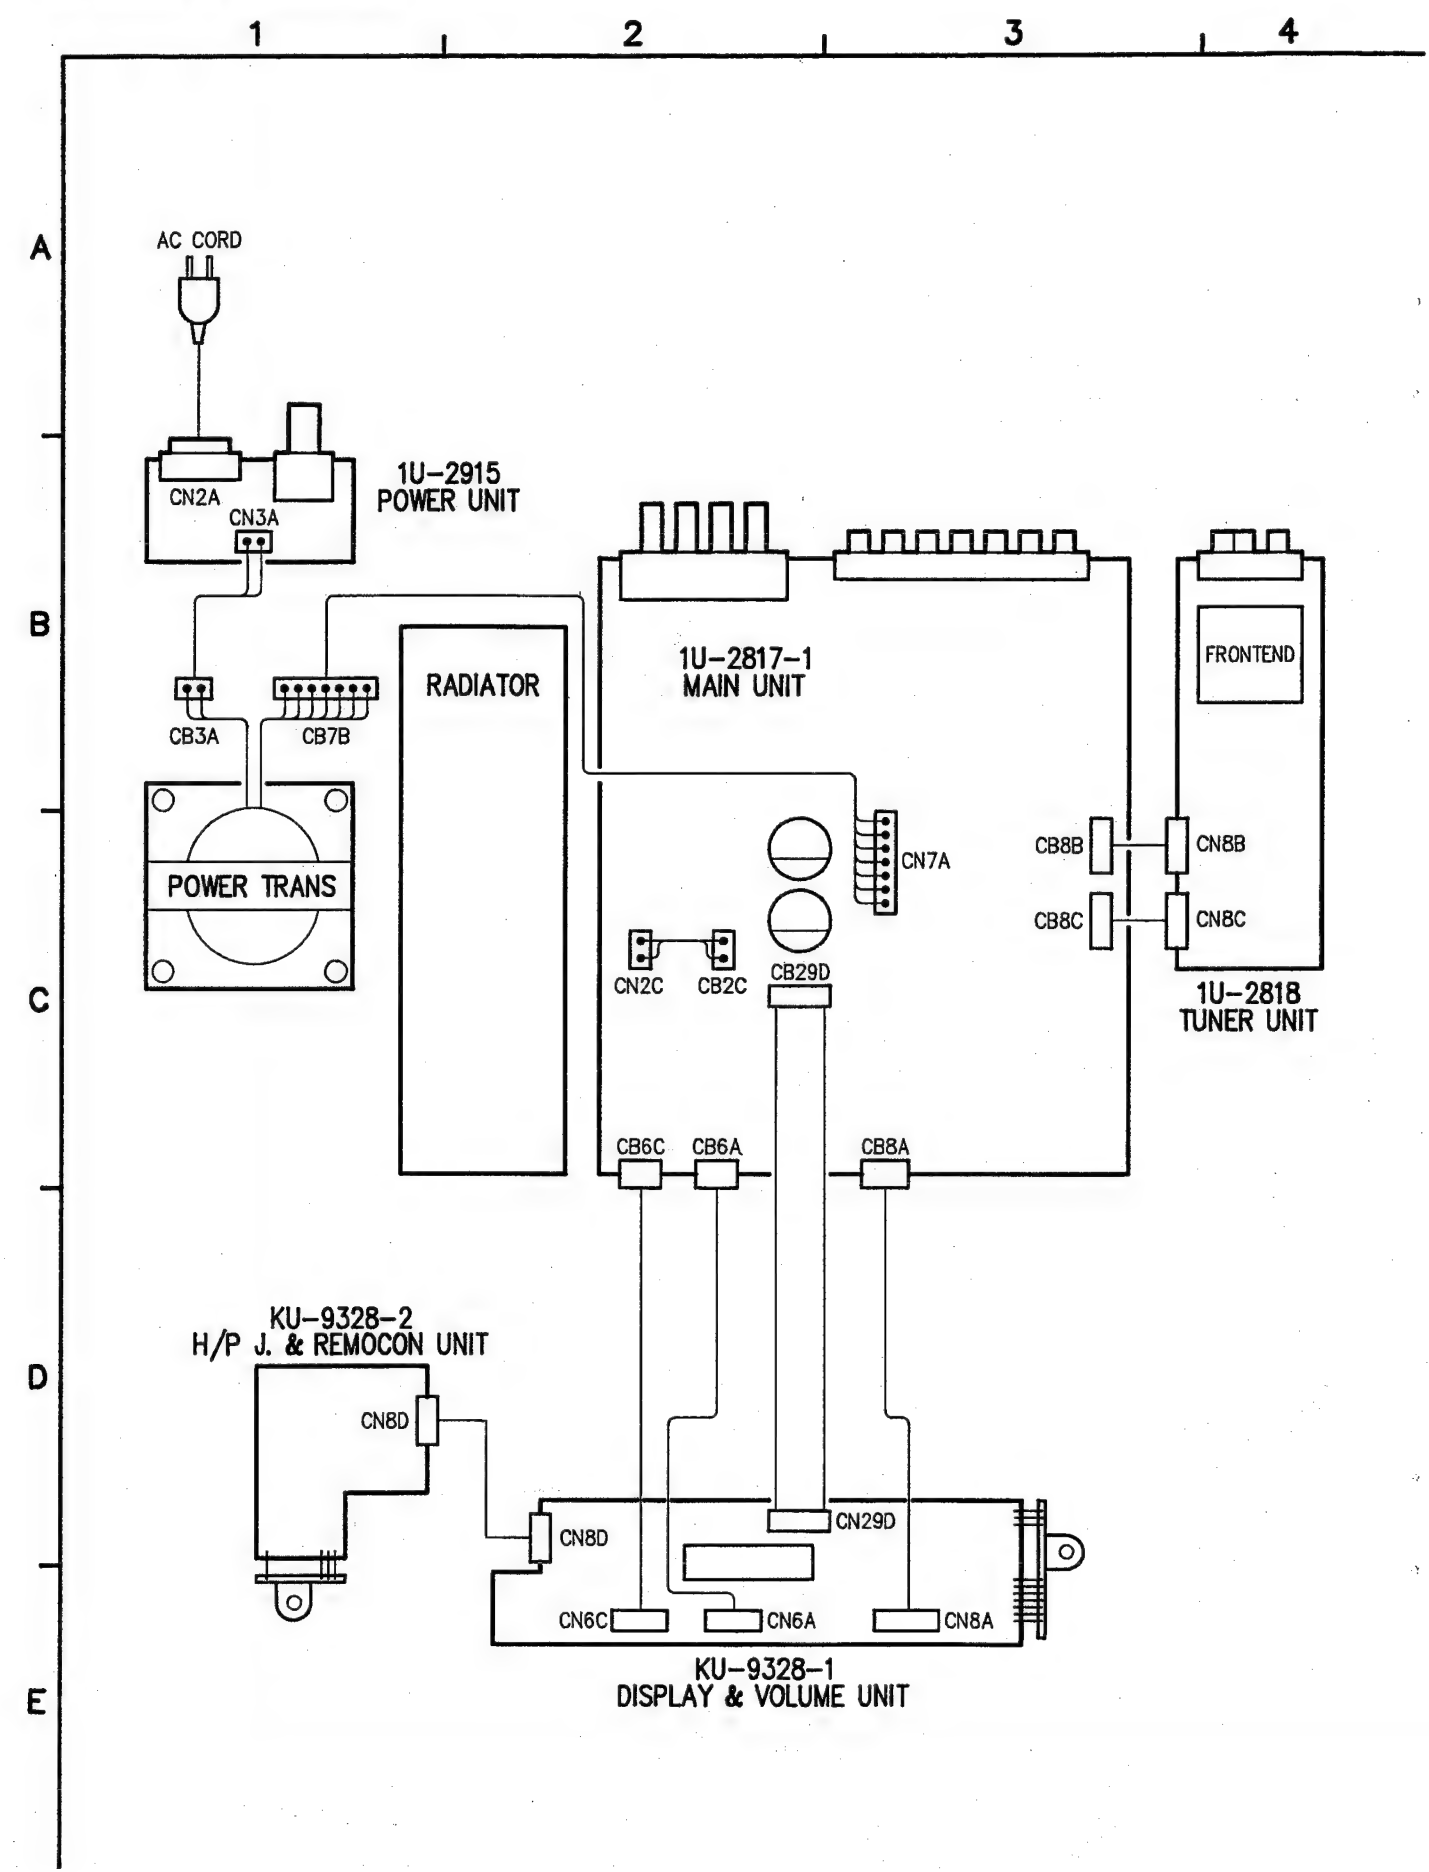 1 2 3 4
A
AC CORD
1U-2915
POWER UNIT
CN2A
CN3A
B
1U-2817-1
MAIN UNIT
FRONTEND
RADIATOR
CB3A
CB7B
CB8B
CN8B
CN7A
POWER TRANS
CB8C
CN8C
CB29D
CN2C
CB2C
C
1U-2818
TUNER UNIT
CB6C
CB6A
CB8A
KU-9328-2
H/P J. & REMOCON UNIT
D
CN8D
CN29D
CN8D
CN6C
CN6A
CN8A
KU-9328-1
DISPLAY & VOLUME UNIT
E